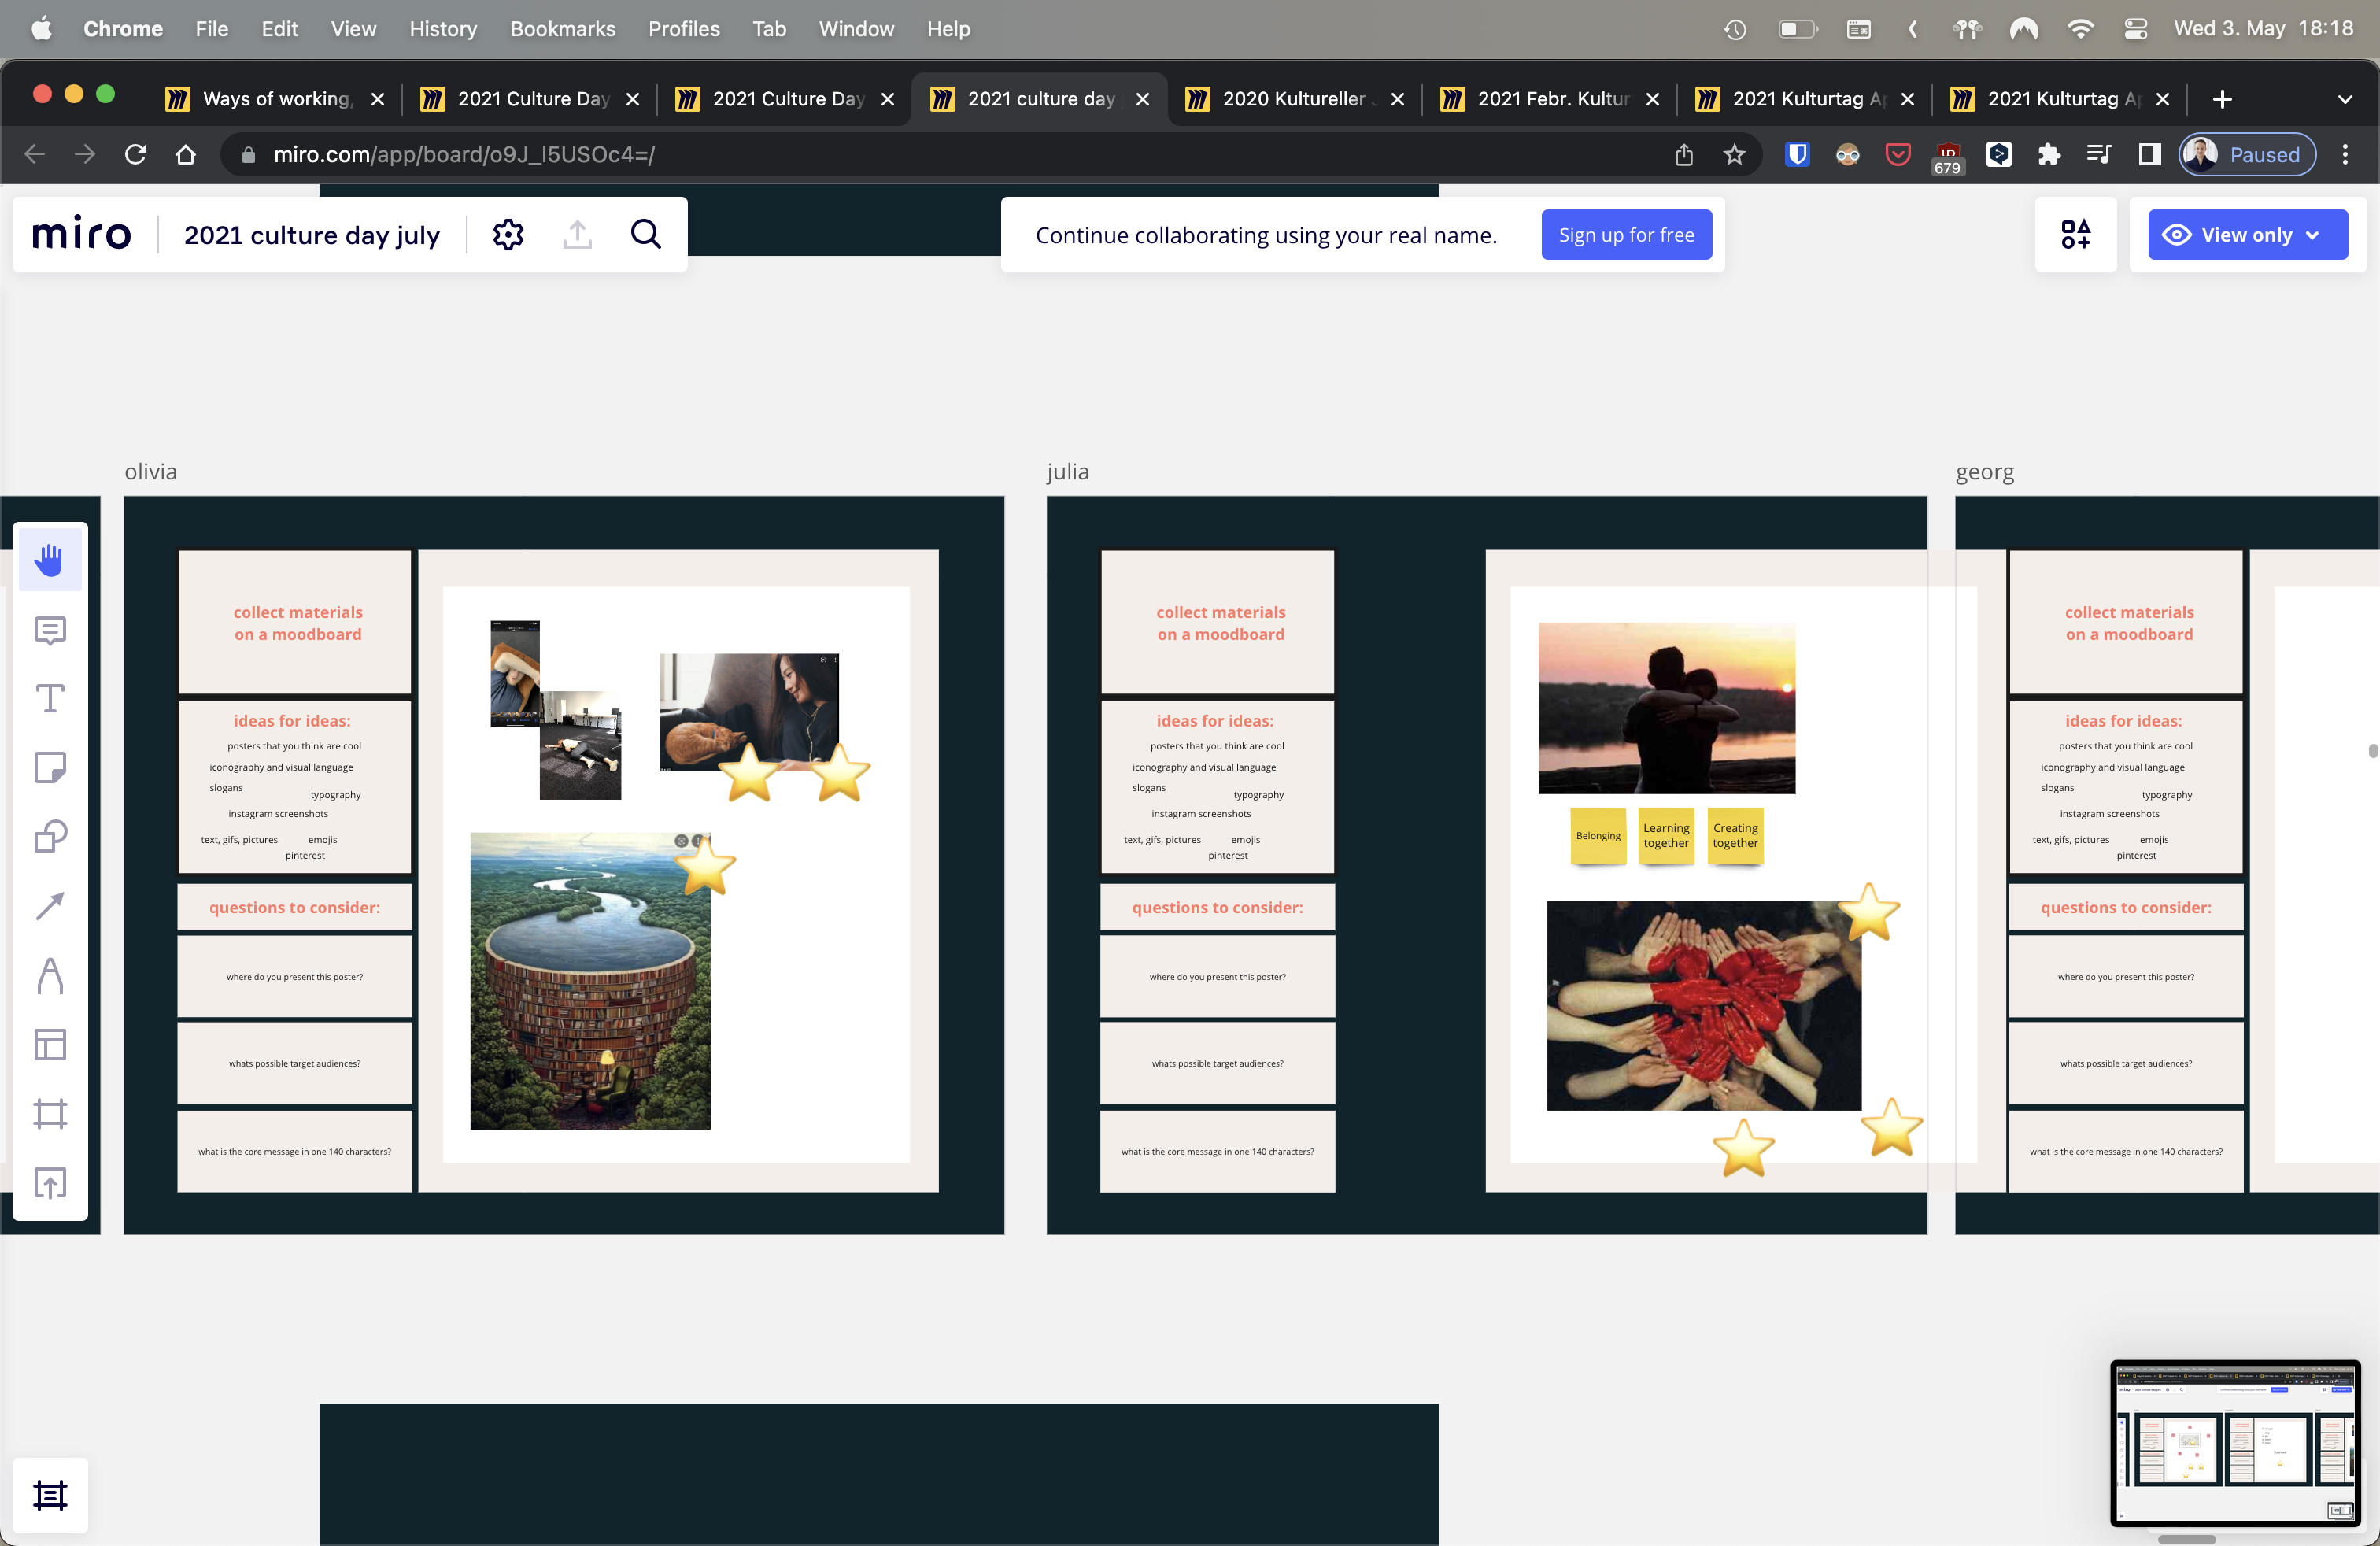 Chrome File Edit View History Bookmarks Profiles Tab Window Help
Wed 3. May 18:18
Ways of working,
2021 Culture Day
2021 Culture Day
2021 culture day
2020 Kultureller
2021 Febr. Kultur
2021 Kulturtag
2021 Kulturtag
miro.com/app/board/o9J_l5USOc4=/
679
Paused
miro
2021 culture day july
Continue collaborating using your real name.
Sign up for free
View only
olivia
collect materials
on a moodboard
ideas for ideas:
posters that you think are cool
iconography and visual language
slogans
typography
instagram screenshots
text, gifs, pictures
emojis
pinterest
questions to consider:
where do you present this poster?
whats possible target audiences?
what is the core message in one 140 characters?
julia
collect materials
on a moodboard
ideas for ideas:
posters that you think are cool
iconography and visual language
slogans
typography
instagram screenshots
text, gifs, pictures
emojis
pinterest
questions to consider:
where do you present this poster?
whats possible target audiences?
what is the core message in one 140 characters?
Belonging
Learning
together
Creating
together
georg
collect materials
on a moodboard
ideas for ideas:
posters that you think are cool
iconography and visual language
slogans
typography
instagram screenshots
text, gifs, pictures
emojis
pinterest
questions to consider:
where do you present this poster?
whats possible target audiences?
what is the core message in one 140 characters?